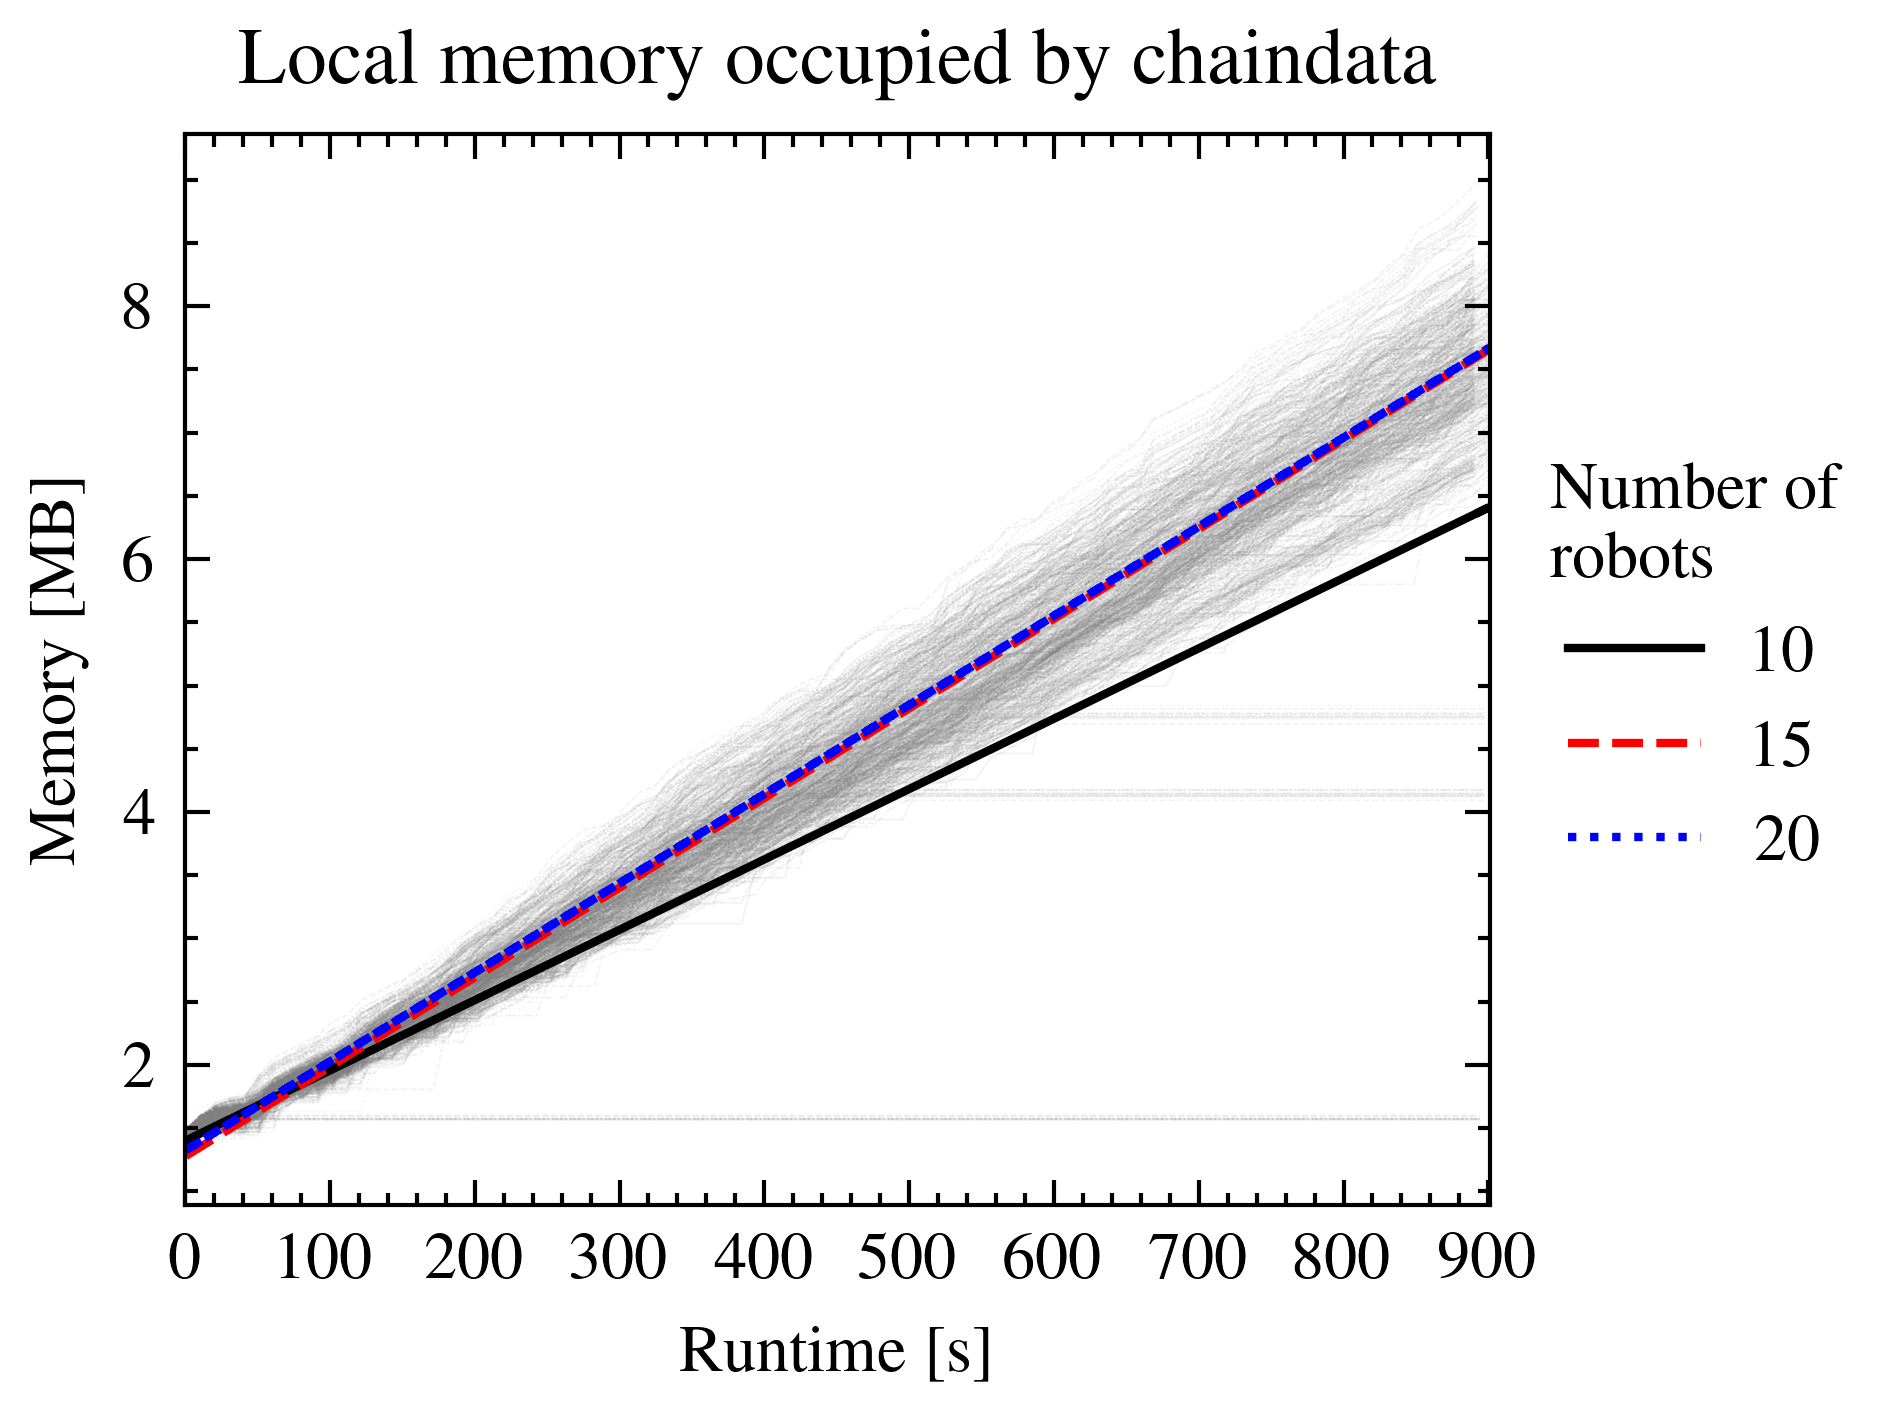 Local memory occupied by chaindata
Memory [MB]
8
6
4
2
0 100 200 300 400 500 600 700 800 900
Runtime [s]
Number of
robots
10
15
20